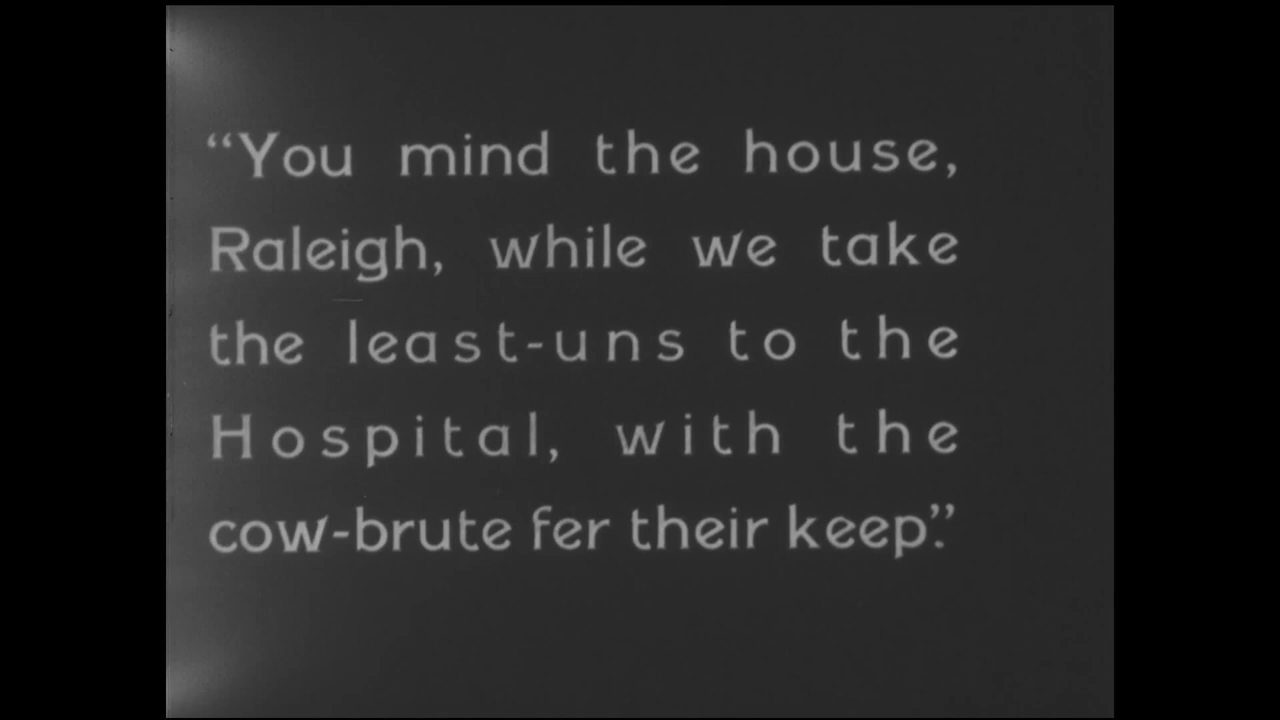 “You mind the house,
Raleigh, while we take
the least-uns to the
Hospital, with the
cow-brute fer their keep.”